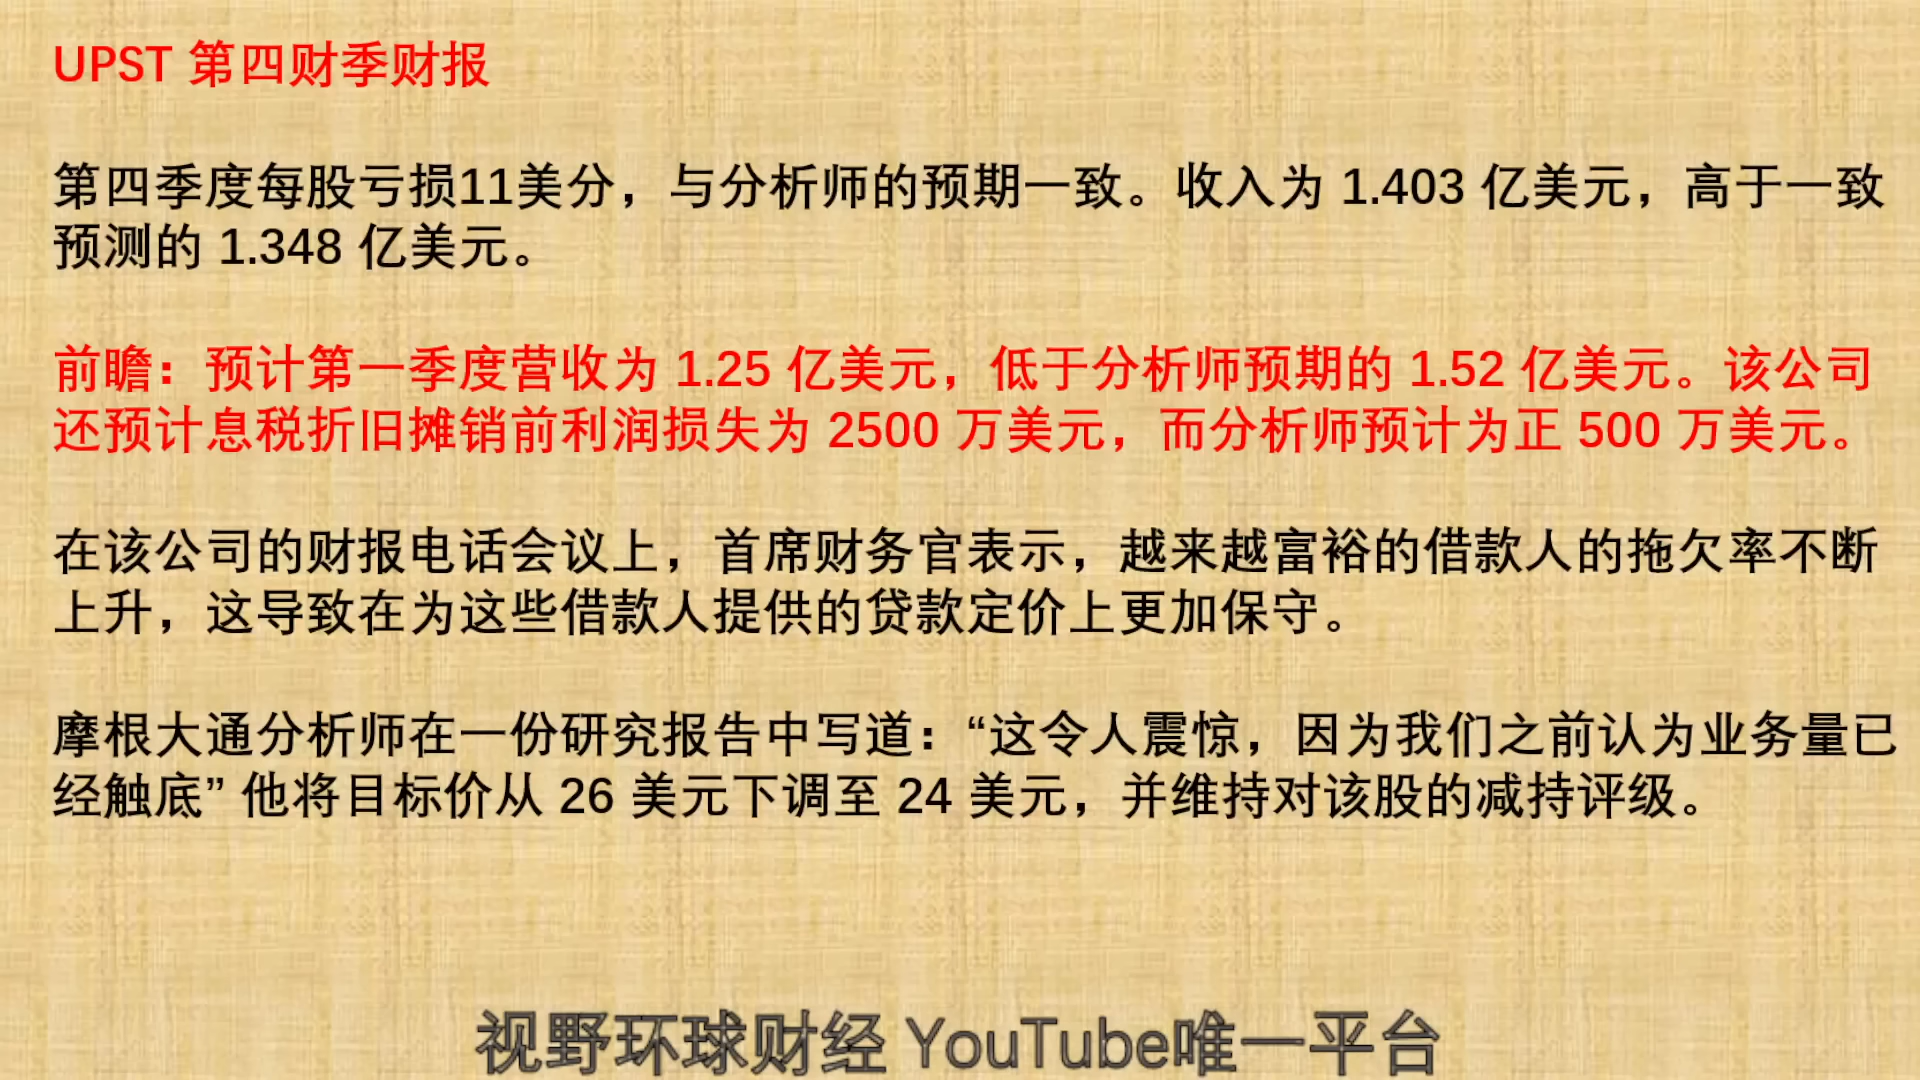 UPST 第四财季财报
第四季度每股亏损11美分，与分析师的预期一致。收入为 1.403 亿美元，高于一致
预测的 1.348 亿美元。
前瞻：预计第一季度营收为 1.25 亿美元，低于分析师预期的 1.52 亿美元。该公司
还预计息税折旧摊销前利润损失为 2500 万美元，而分析师预计为正 500 万美元。
在该公司的财报电话会议上，首席财务官表示，越来越富裕的借款人的拖欠率不断
上升，这导致在为这些借款人提供的贷款定价上更加保守。
摩根大通分析师在一份研究报告中写道：“这令人震惊，因为我们之前认为业务量已
经触底” 他将目标价从 26 美元下调至 24 美元，并维持对该股的减持评级。
视野环球财经 YouTube唯一平台